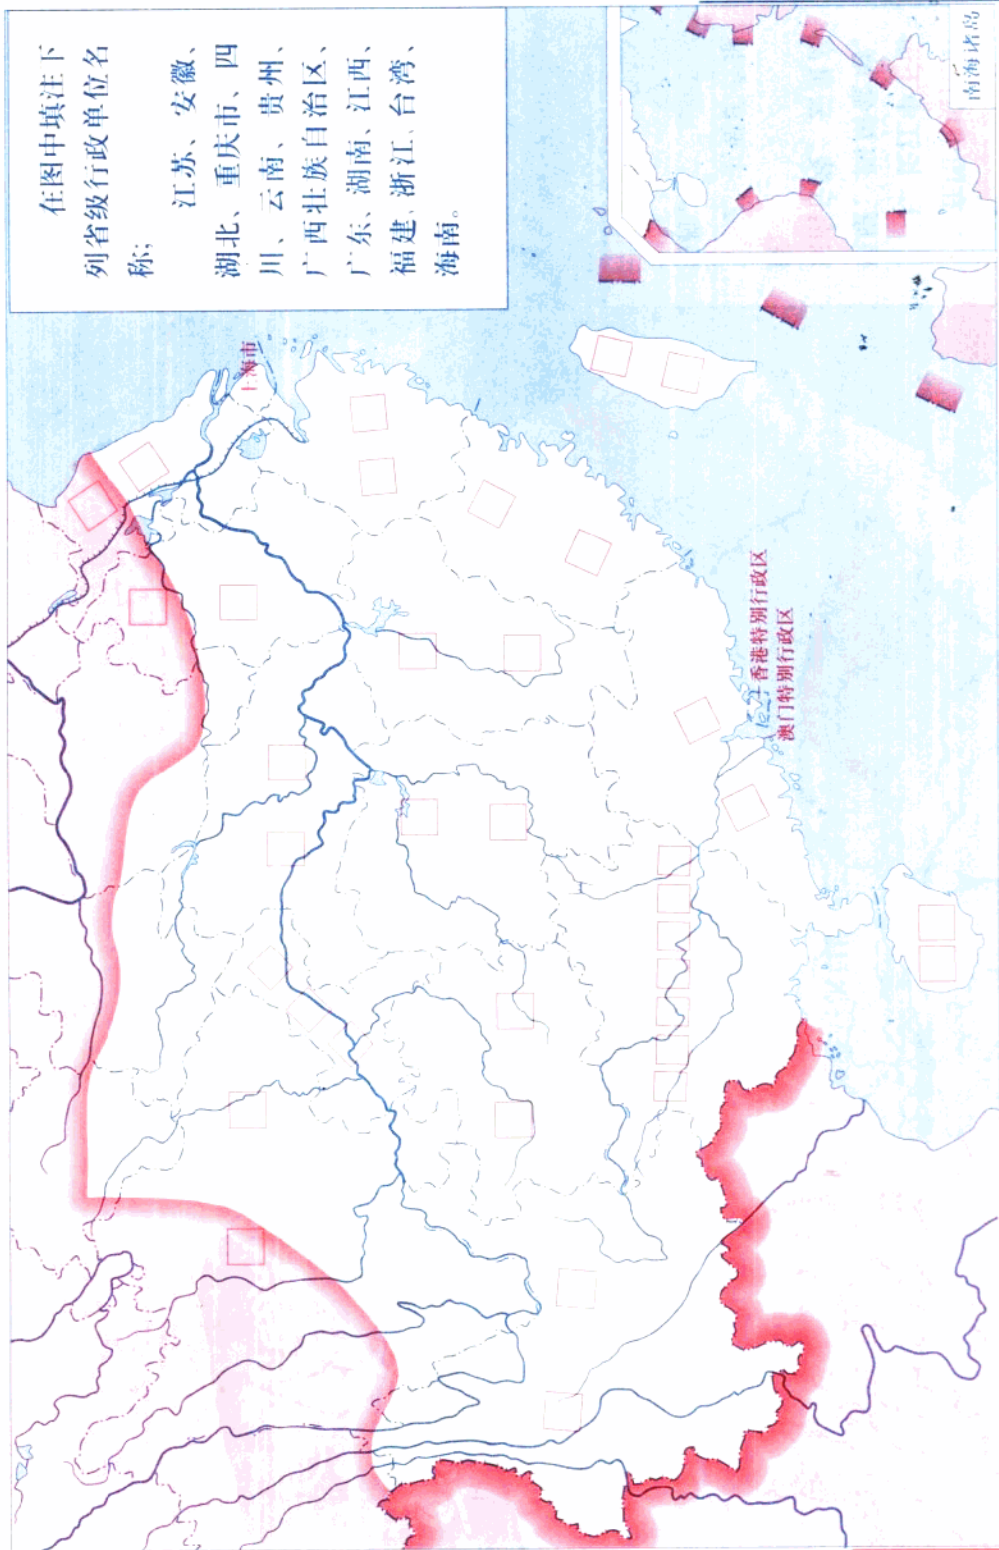 在图中填注下
列省级行政单位名
称:
江苏、安徽、
湖北、重庆市、四
川、云南、贵州、
广西壮族自治区、
广东、湖南、江西、
福建、浙江、台湾、
海南。
上海市
香港特别行政区
澳门特别行政区
南海诸岛